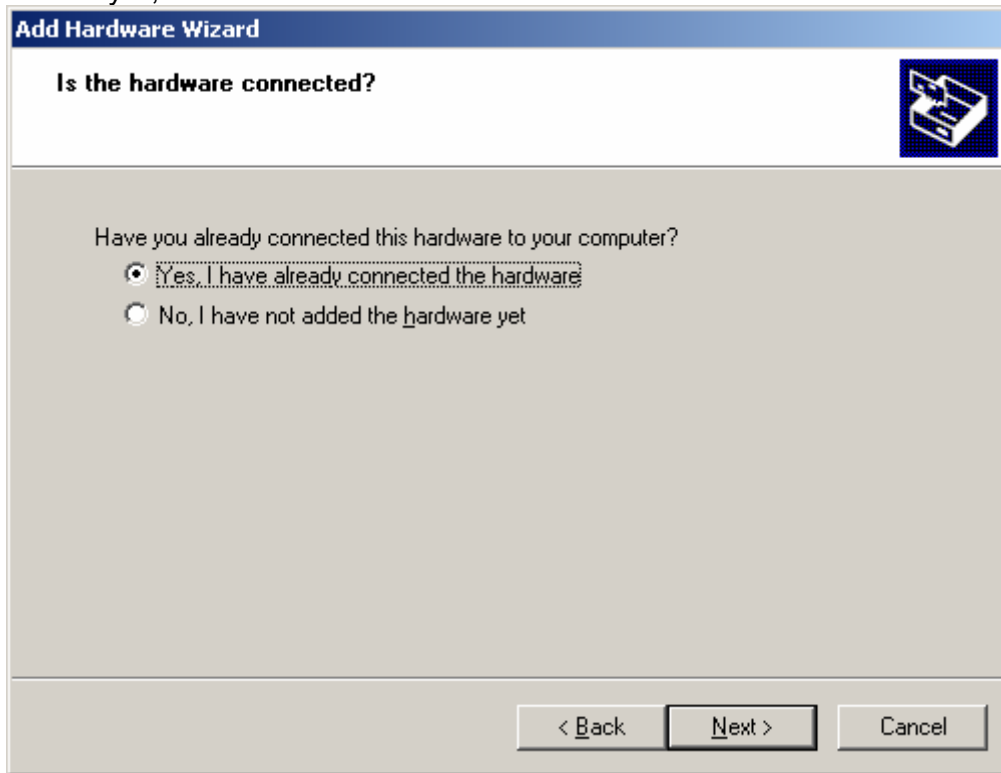 Add Hardware Wizard
Is the hardware connected?
Have you already connected this hardware to your computer?
Yes, I have already connected the hardware
No, I have not added the hardware yet
< Back Next > Cancel